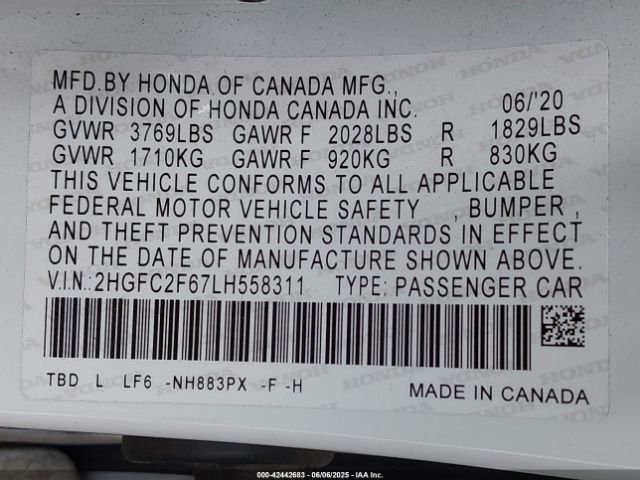 MFD.BY HONDA OF CANADA MFG.,
A DIVISION OF HONDA CANADA INC. 06/'20
GVWR 3769LBS GAWR F 2028LBS R 1829LBS
GVWR 1710KG GAWR F 920KG R 830KG
THIS VEHICLE CONFORMS TO ALL APPLICABLE
FEDERAL MOTOR VEHICLE SAFETY , BUMPER ,
AND THEFT PREVENTION STANDARDS IN EFFECT
ON THE DATE OF MANUFACTURE SHOWN ABOVE.
V.I.N.:2HGFC2F67LH558311 TYPE: PASSENGER CAR
TBD L LF6 -NH883PX -F -H
MADE IN CANADA
000-42442683 - 06/06/2025 - IAA Inc.